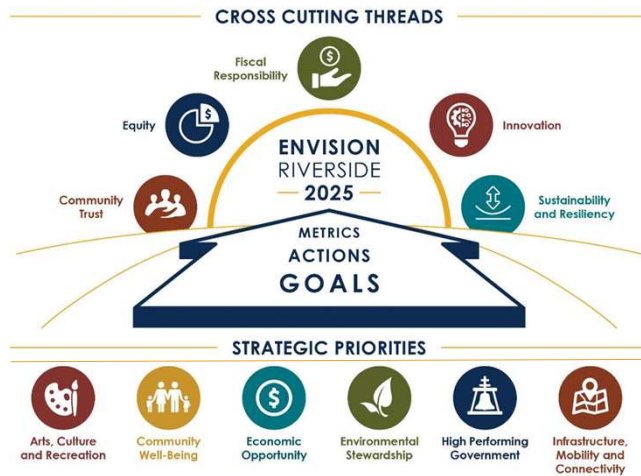 CROSS CUTTING THREADS
Fiscal
Responsibility
$
Equity
$
Innovation
ENVISION
RIVERSIDE
2025
Community
Trust
Sustainability
and Resiliency
METRICS
ACTIONS
GOALS
STRATEGIC PRIORITIES
$
Arts, Culture
and Recreation
Community
Well-Being
Economic
Opportunity
Environmental
Stewardship
High Performing
Government
Infrastructure,
Mobility and
Connectivity